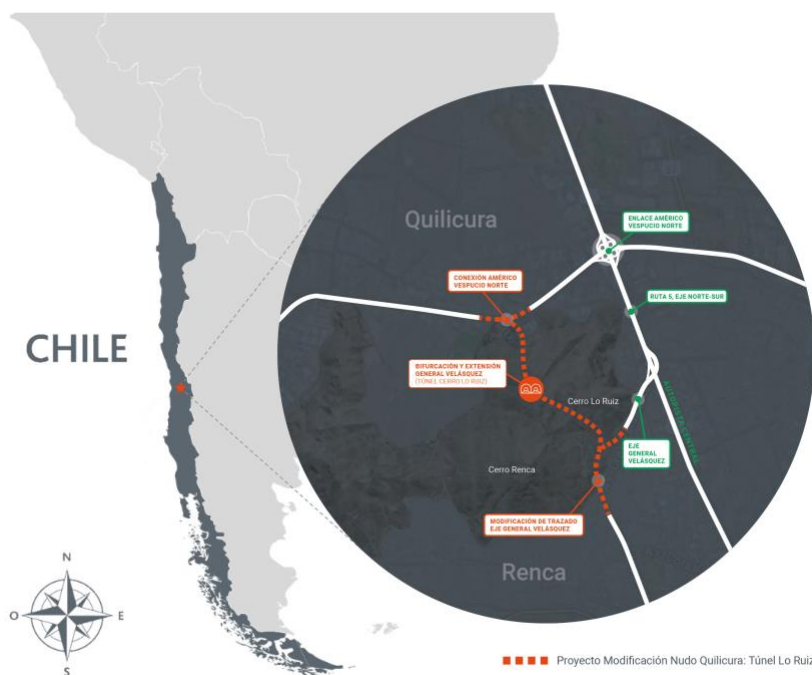 CHILE
Quilicura
ENLACE AMÉRICO
VESPUCIO NORTE
CONEXIÓN AMÉRICO
VESPUCIO NORTE
RUTA 5, EJE NORTE-SUR
BIFURCACIÓN Y EXTENSIÓN
GENERAL VELÁSQUEZ
(TÚNEL CERRO LO RUIZ)
Cerro Lo Ruiz
AUTOPISTA CENTRAL
EJE
GENERAL
VELÁSQUEZ
Cerro Renca
MODIFICACIÓN DE TRAZADO
EJE GENERAL VELÁSQUEZ
Renca
N
O
E
S
Proyecto Modificación Nudo Quilicura: Túnel Lo Ruiz